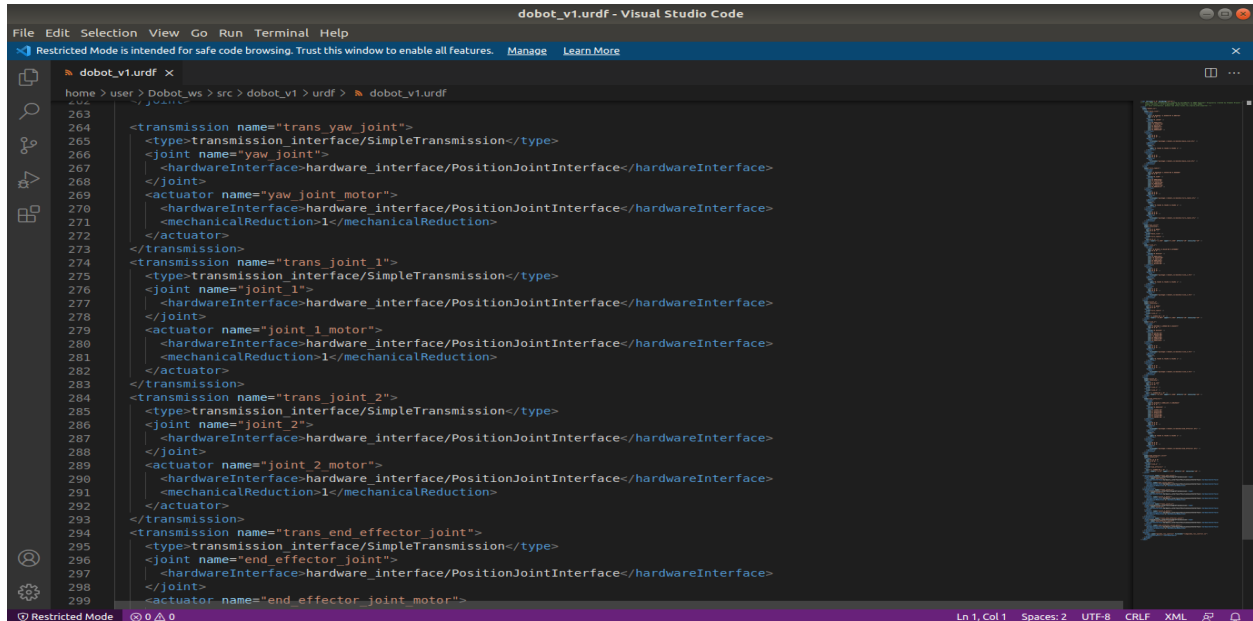 dobot_v1.urdf - Visual Studio Code
File Edit Selection View Go Run Terminal Help
Restricted Mode is intended for safe code browsing. Trust this window to enable all features. Manage Learn More
dobot_v1.urdf
home > user > Dobot_ws > src > dobot_v1 > urdf > dobot_v1.urdf
262 </joint>
263
264 <transmission name="trans_yaw_joint">
265 <type>transmission_interface/SimpleTransmission</type>
266 <joint name="yaw_joint">
267 <hardwareInterface>hardware_interface/PositionJointInterface</hardwareInterface>
268 </joint>
269 <actuator name="yaw_joint_motor">
270 <hardwareInterface>hardware_interface/PositionJointInterface</hardwareInterface>
271 <mechanicalReduction>1</mechanicalReduction>
272 </actuator>
273 </transmission>
274 <transmission name="trans_joint_1">
275 <type>transmission_interface/SimpleTransmission</type>
276 <joint name="joint_1">
277 <hardwareInterface>hardware_interface/PositionJointInterface</hardwareInterface>
278 </joint>
279 <actuator name="joint_1_motor">
280 <hardwareInterface>hardware_interface/PositionJointInterface</hardwareInterface>
281 <mechanicalReduction>1</mechanicalReduction>
282 </actuator>
283 </transmission>
284 <transmission name="trans_joint_2">
285 <type>transmission_interface/SimpleTransmission</type>
286 <joint name="joint_2">
287 <hardwareInterface>hardware_interface/PositionJointInterface</hardwareInterface>
288 </joint>
289 <actuator name="joint_2_motor">
290 <hardwareInterface>hardware_interface/PositionJointInterface</hardwareInterface>
291 <mechanicalReduction>1</mechanicalReduction>
292 </actuator>
293 </transmission>
294 <transmission name="trans_end_effector_joint">
295 <type>transmission_interface/SimpleTransmission</type>
296 <joint name="end_effector_joint">
297 <hardwareInterface>hardware_interface/PositionJointInterface</hardwareInterface>
298 </joint>
299 <actuator name="end_effector_joint_motor">
Restricted Mode 0 0 Ln 1, Col 1 Spaces: 2 UTF-8 CRLF XML